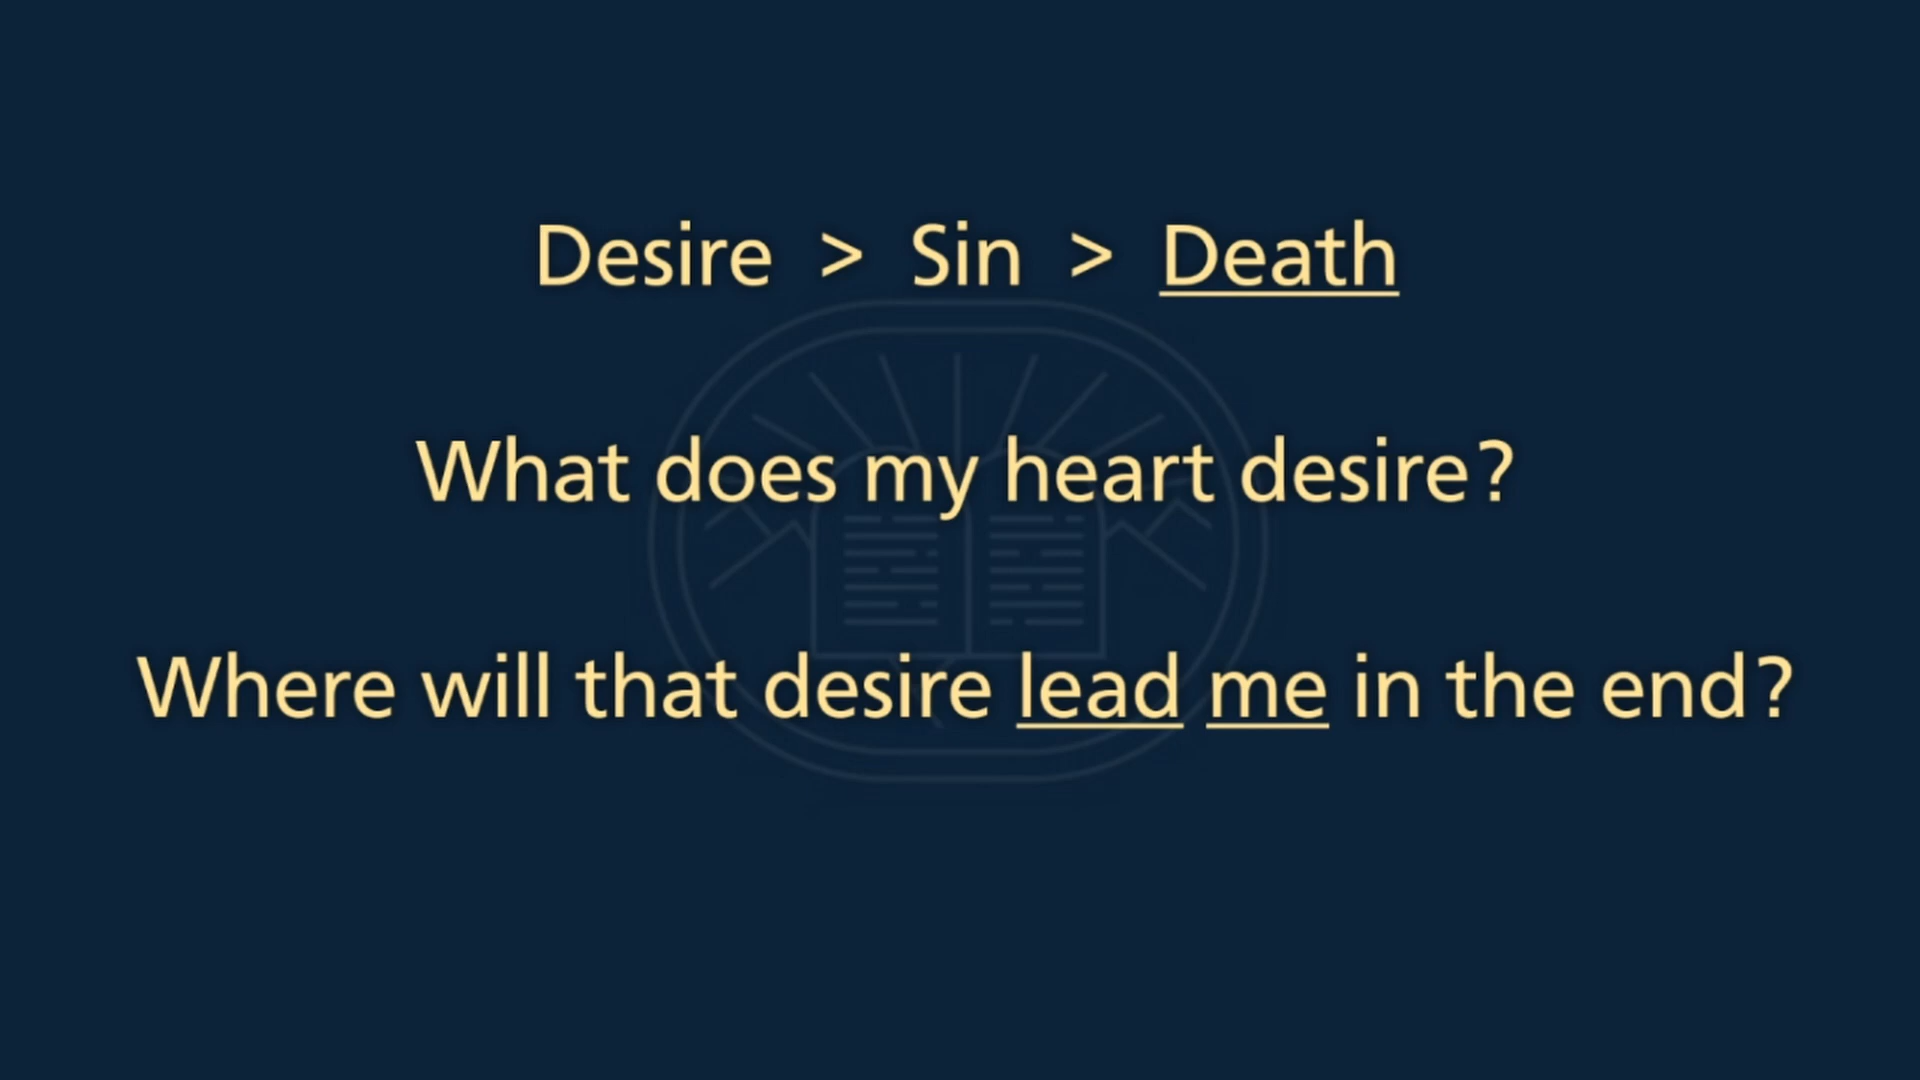 Desire > Sin > Death
What does my heart desire?
Where will that desire lead me in the end?